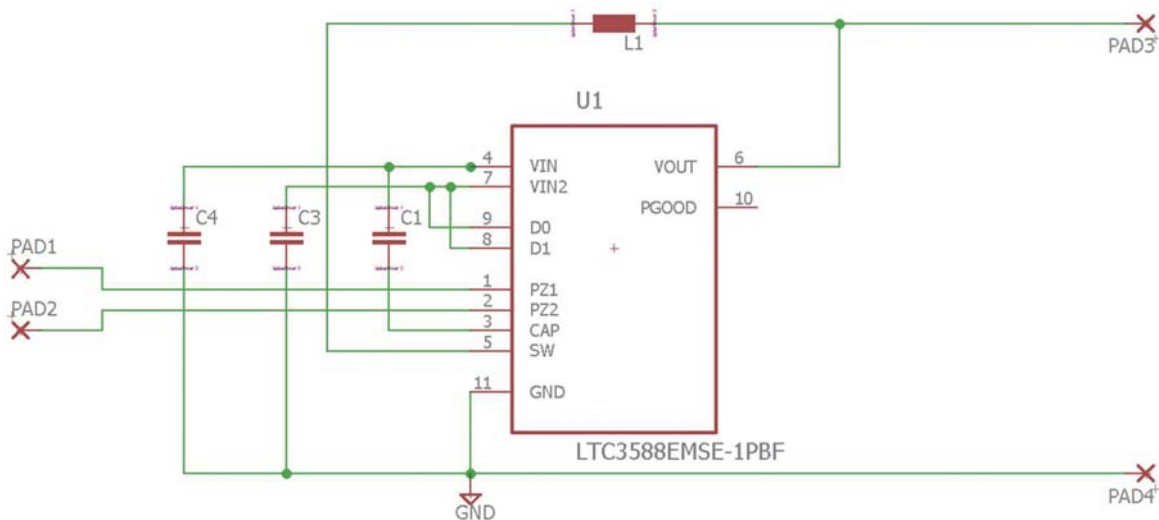 L1
PAD3
U1
4 VIN VOUT 6
7 VIN2
PGOOD 10
C4 C3 C1
9 D0
8 D1
PAD1
1 PZ1
PAD2
2 PZ2
3 CAP
5 SW
11 GND
LTC3588EMSE-1PBF
GND
PAD4